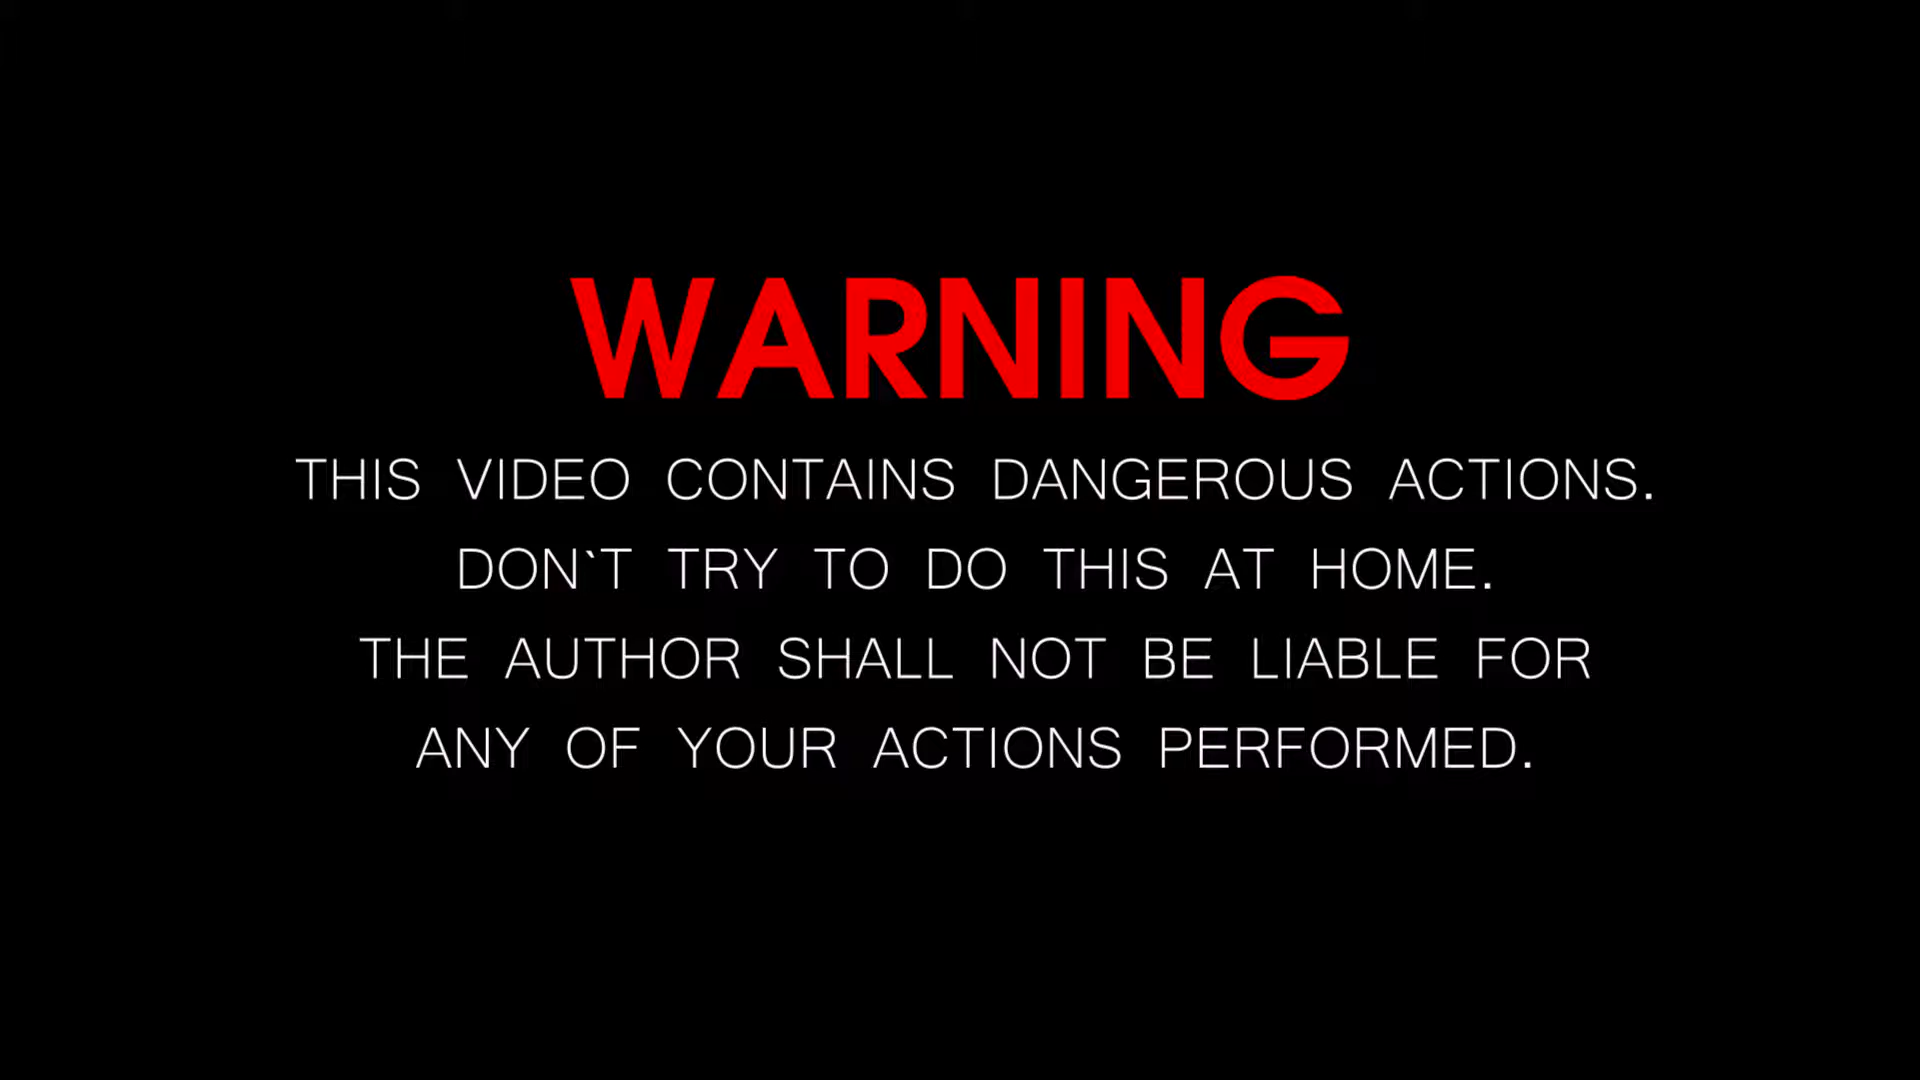 WARNING
THIS VIDEO CONTAINS DANGEROUS ACTIONS.
DON`T TRY TO DO THIS AT HOME.
THE AUTHOR SHALL NOT BE LIABLE FOR
ANY OF YOUR ACTIONS PERFORMED.